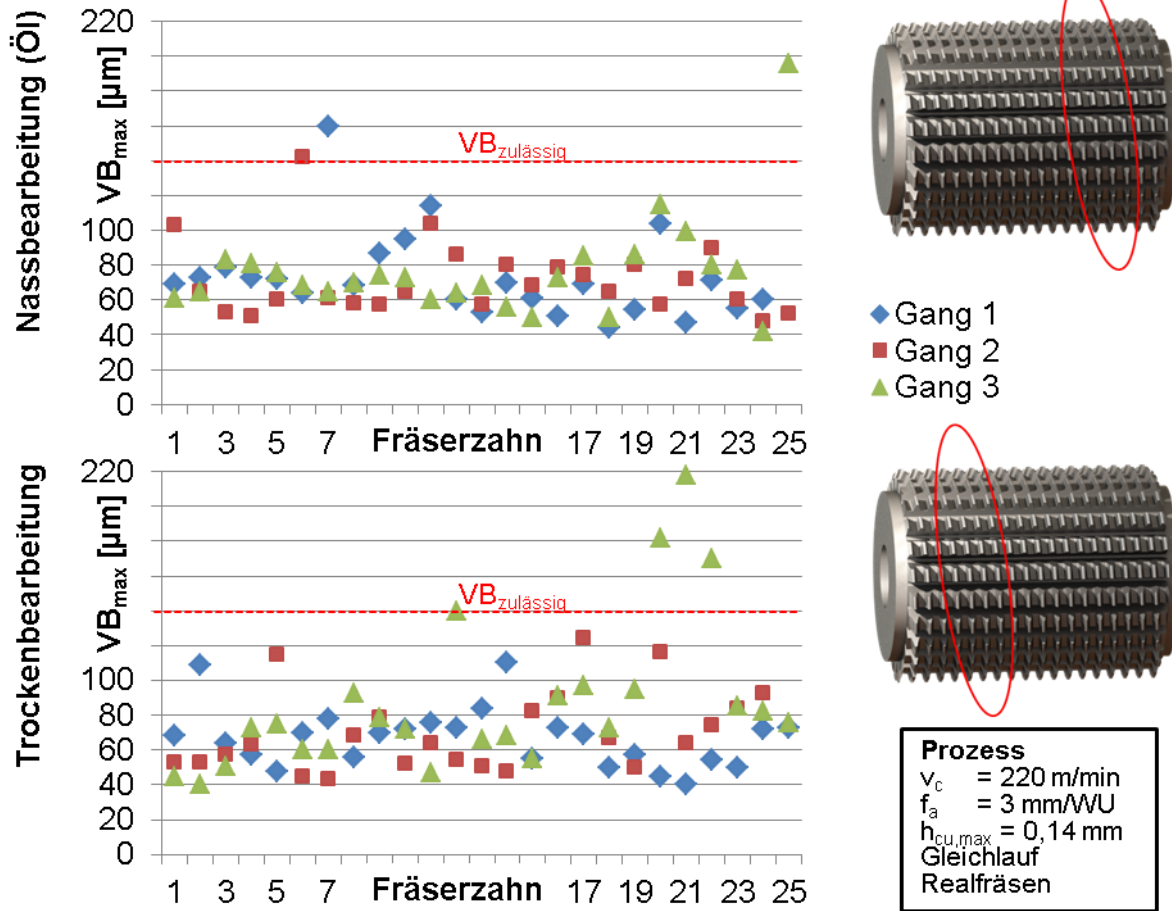 Nassbearbeitung (Öl)
VBmax [µm]
220
100
80
60
40
20
0
VBzulässig
1 3 5 7 Fräserzahn 17 19 21 23 25
Gang 1
Gang 2
Gang 3
Trockenbearbeitung
VBmax [µm]
220
100
80
60
40
20
0
VBzulässig
1 3 5 7 Fräserzahn 17 19 21 23 25
Prozess
vc = 220 m/min
fa = 3 mm/WU
hcu,max = 0,14 mm
Gleichlauf
Realfräsen